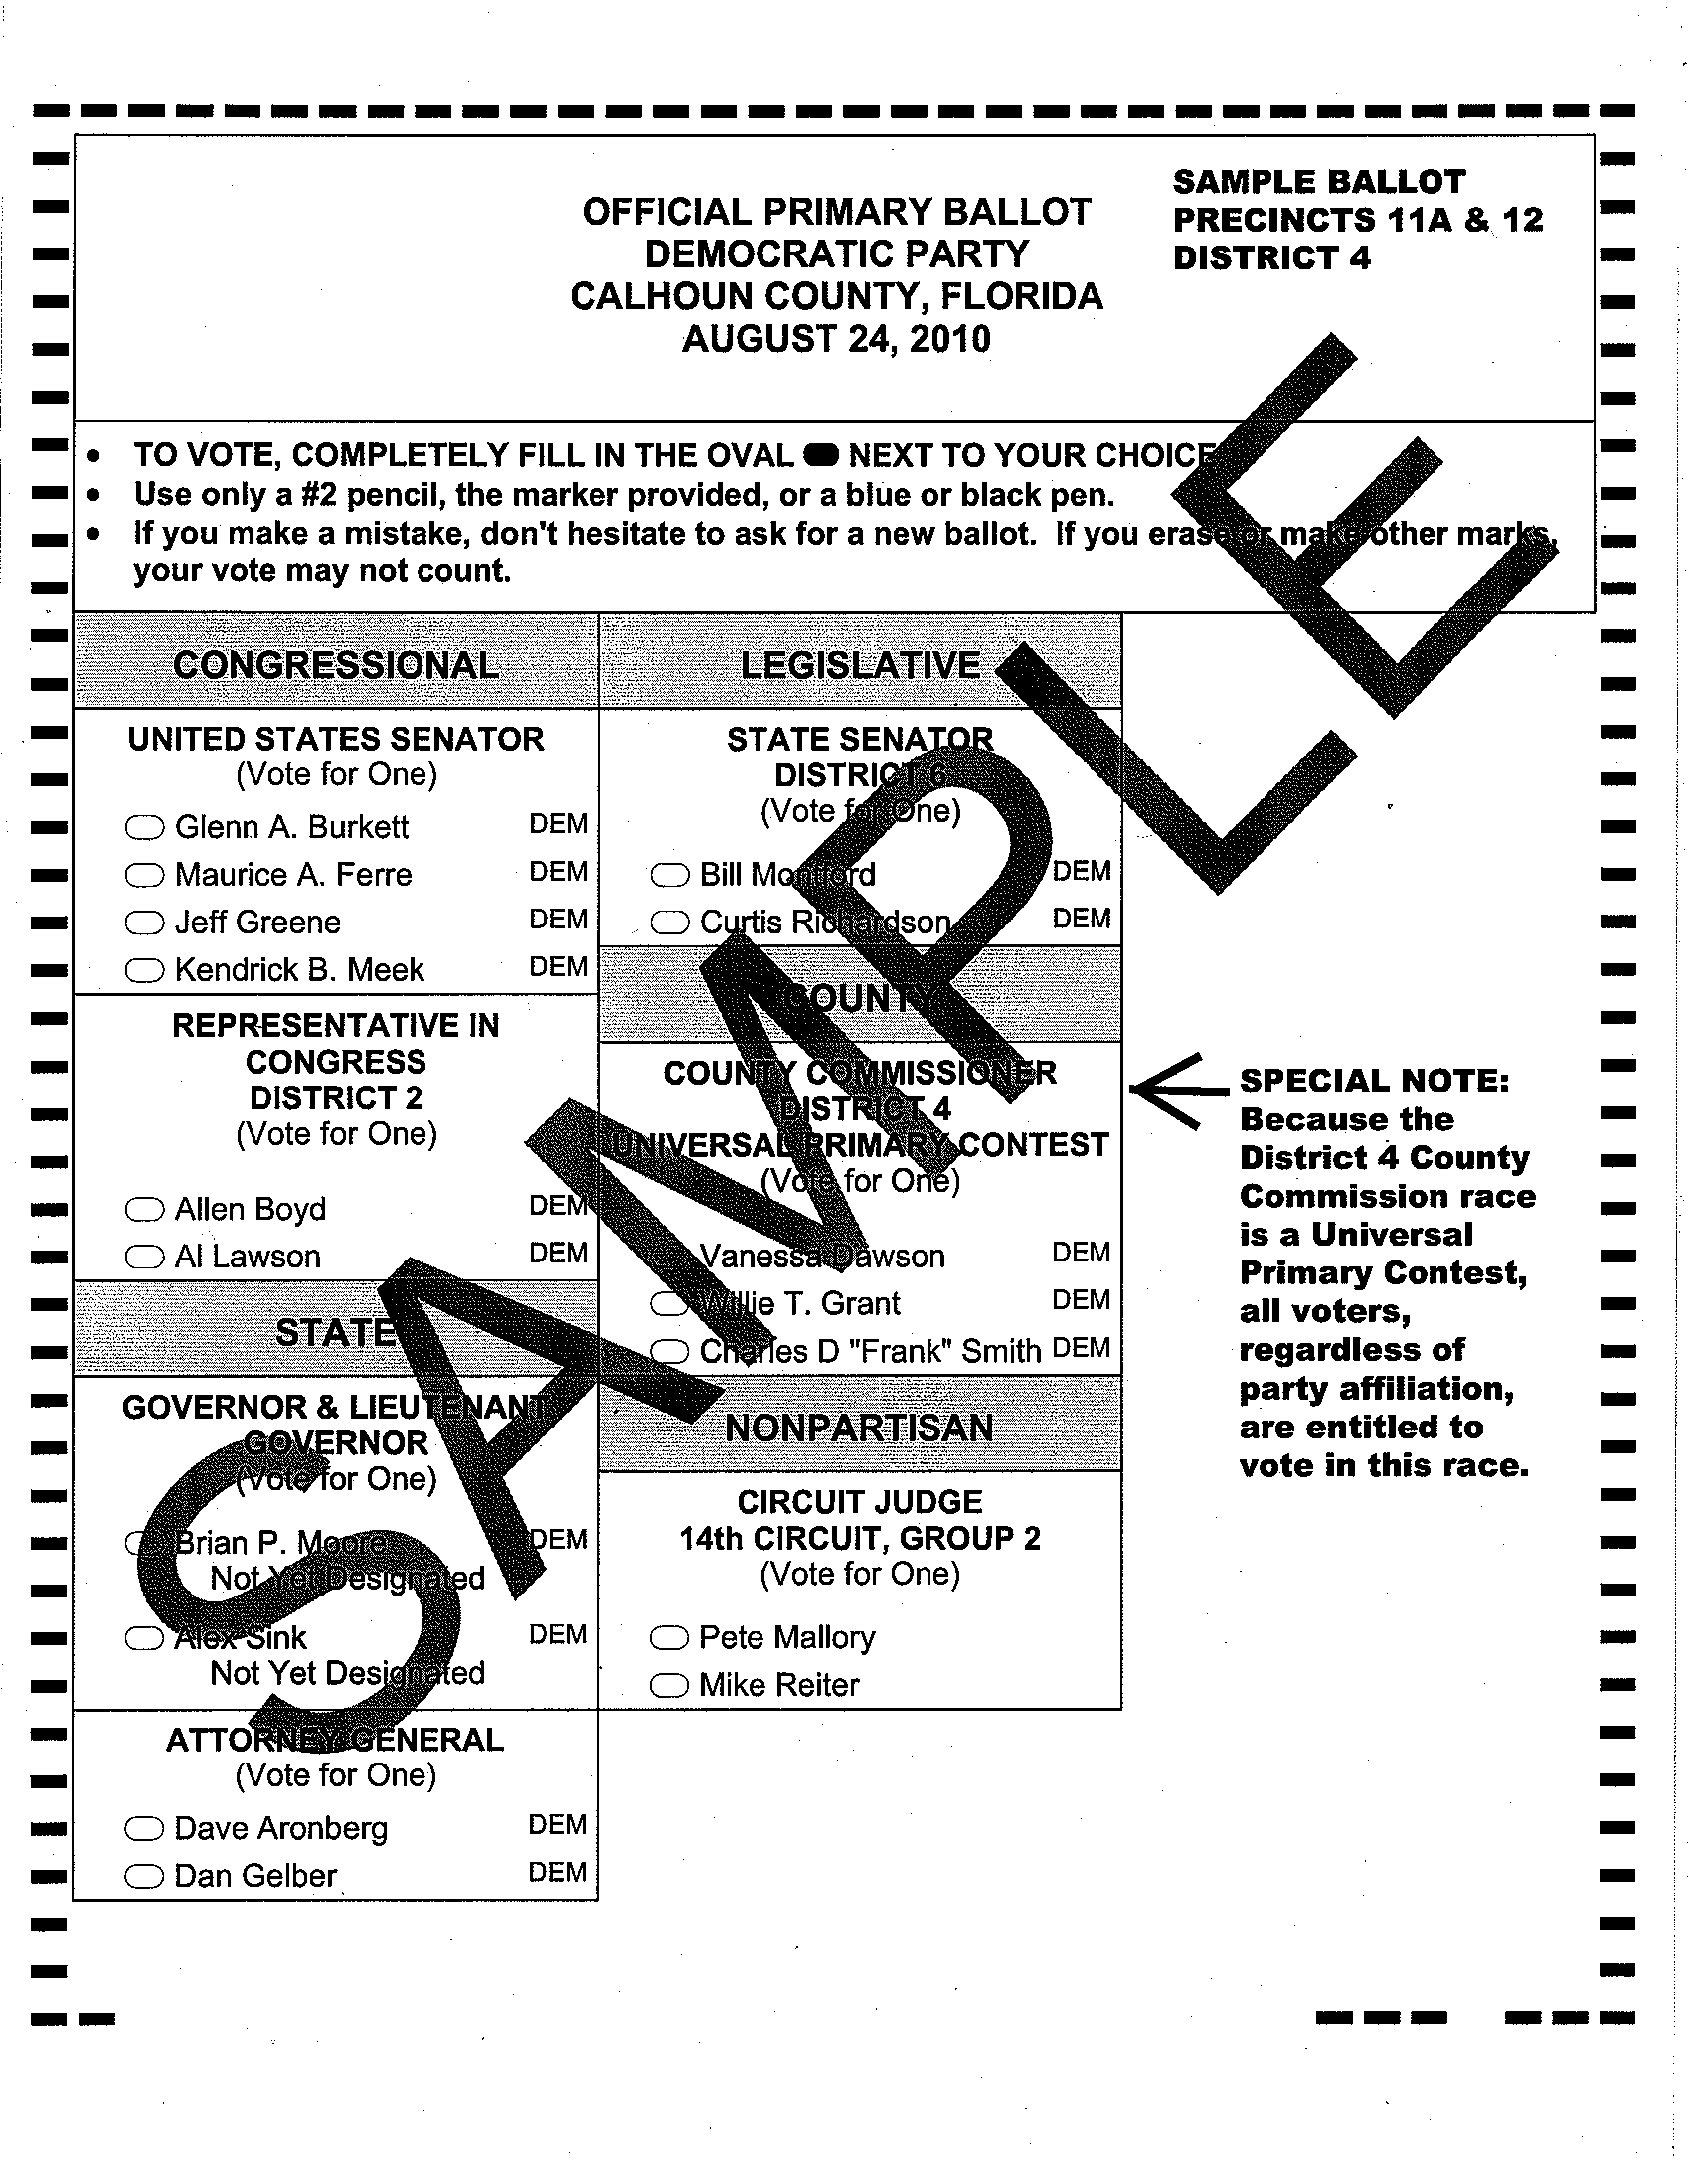 OFFICIAL PRIMARY BALLOT
DEMOCRATIC PARTY
CALHOUN COUNTY, FLORIDA
AUGUST 24, 2010
SAMPLE BALLOT
PRECINCTS 11A & 12
DISTRICT 4
• TO VOTE, COMPLETELY FILL IN THE OVAL NEXT TO YOUR CHOICE
• Use only a #2 pencil, the marker provided, or a blue or black pen.
• If you make a mistake, don't hesitate to ask for a new ballot. If you erase or make other marks,
your vote may not count.
CONGRESSIONAL
UNITED STATES SENATOR
(Vote for One)
Glenn A. Burkett DEM
Maurice A. Ferre DEM
Jeff Greene DEM
Kendrick B. Meek DEM
REPRESENTATIVE IN
CONGRESS
DISTRICT 2
(Vote for One)
Allen Boyd DEM
Al Lawson DEM
STATE
GOVERNOR & LIEUTENANT
GOVERNOR
(Vote for One)
Brian P. Moore DEM
Not Yet Designated
Alex Sink DEM
Not Yet Designated
ATTORNEY GENERAL
(Vote for One)
Dave Aronberg DEM
Dan Gelber DEM
LEGISLATIVE
STATE SENATOR
DISTRICT 6
(Vote for One)
Bill Montford DEM
Curtis Richardson DEM
COUNTY
COUNTY COMMISSIONER
DISTRICT 4
UNIVERSAL PRIMARY CONTEST
(Vote for One)
Vanessa Dawson DEM
Willie T. Grant DEM
Charles D "Frank" Smith DEM
NONPARTISAN
CIRCUIT JUDGE
14th CIRCUIT, GROUP 2
(Vote for One)
Pete Mallory
Mike Reiter
SPECIAL NOTE:
Because the
District 4 County
Commission race
is a Universal
Primary Contest,
all voters,
regardless of
party affiliation,
are entitled to
vote in this race.
SAMPLE